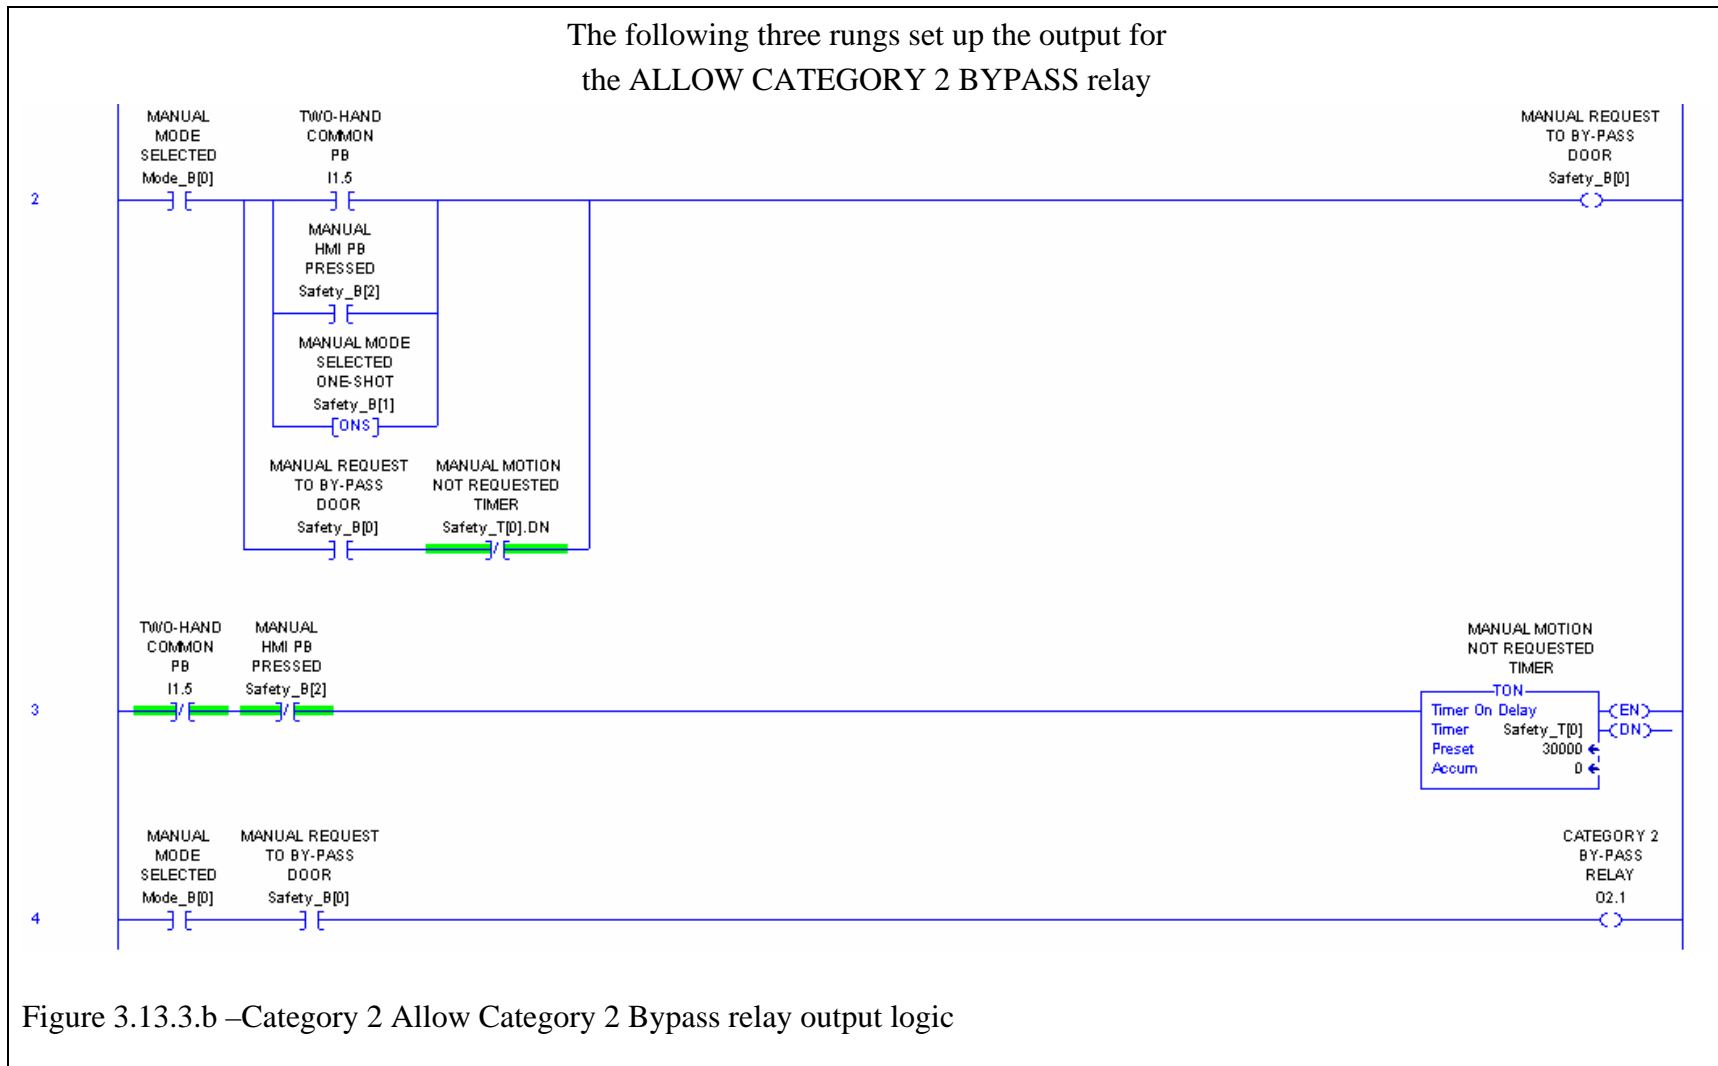 The following three rungs set up the output for
the ALLOW CATEGORY 2 BYPASS relay
MANUAL
MODE
SELECTED
Mode_B[0]
TWO-HAND
COMMON
PB
I1.5
MANUAL REQUEST
TO BY-PASS
DOOR
Safety_B[0]
2
MANUAL
HMI PB
PRESSED
Safety_B[2]
MANUAL MODE
SELECTED
ONE-SHOT
Safety_B[1]
ONS
MANUAL REQUEST
TO BY-PASS
DOOR
Safety_B[0]
MANUAL MOTION
NOT REQUESTED
TIMER
Safety_T[0].DN
TWO-HAND
COMMON
PB
I1.5
MANUAL
HMI PB
PRESSED
Safety_B[2]
MANUAL MOTION
NOT REQUESTED
TIMER
3
TON
Timer On Delay
Timer Safety_T[0]
Preset 30000
Accum 0
EN
DN
MANUAL
MODE
SELECTED
Mode_B[0]
MANUAL REQUEST
TO BY-PASS
DOOR
Safety_B[0]
CATEGORY 2
BY-PASS
RELAY
O2.1
4
Figure 3.13.3.b –Category 2 Allow Category 2 Bypass relay output logic